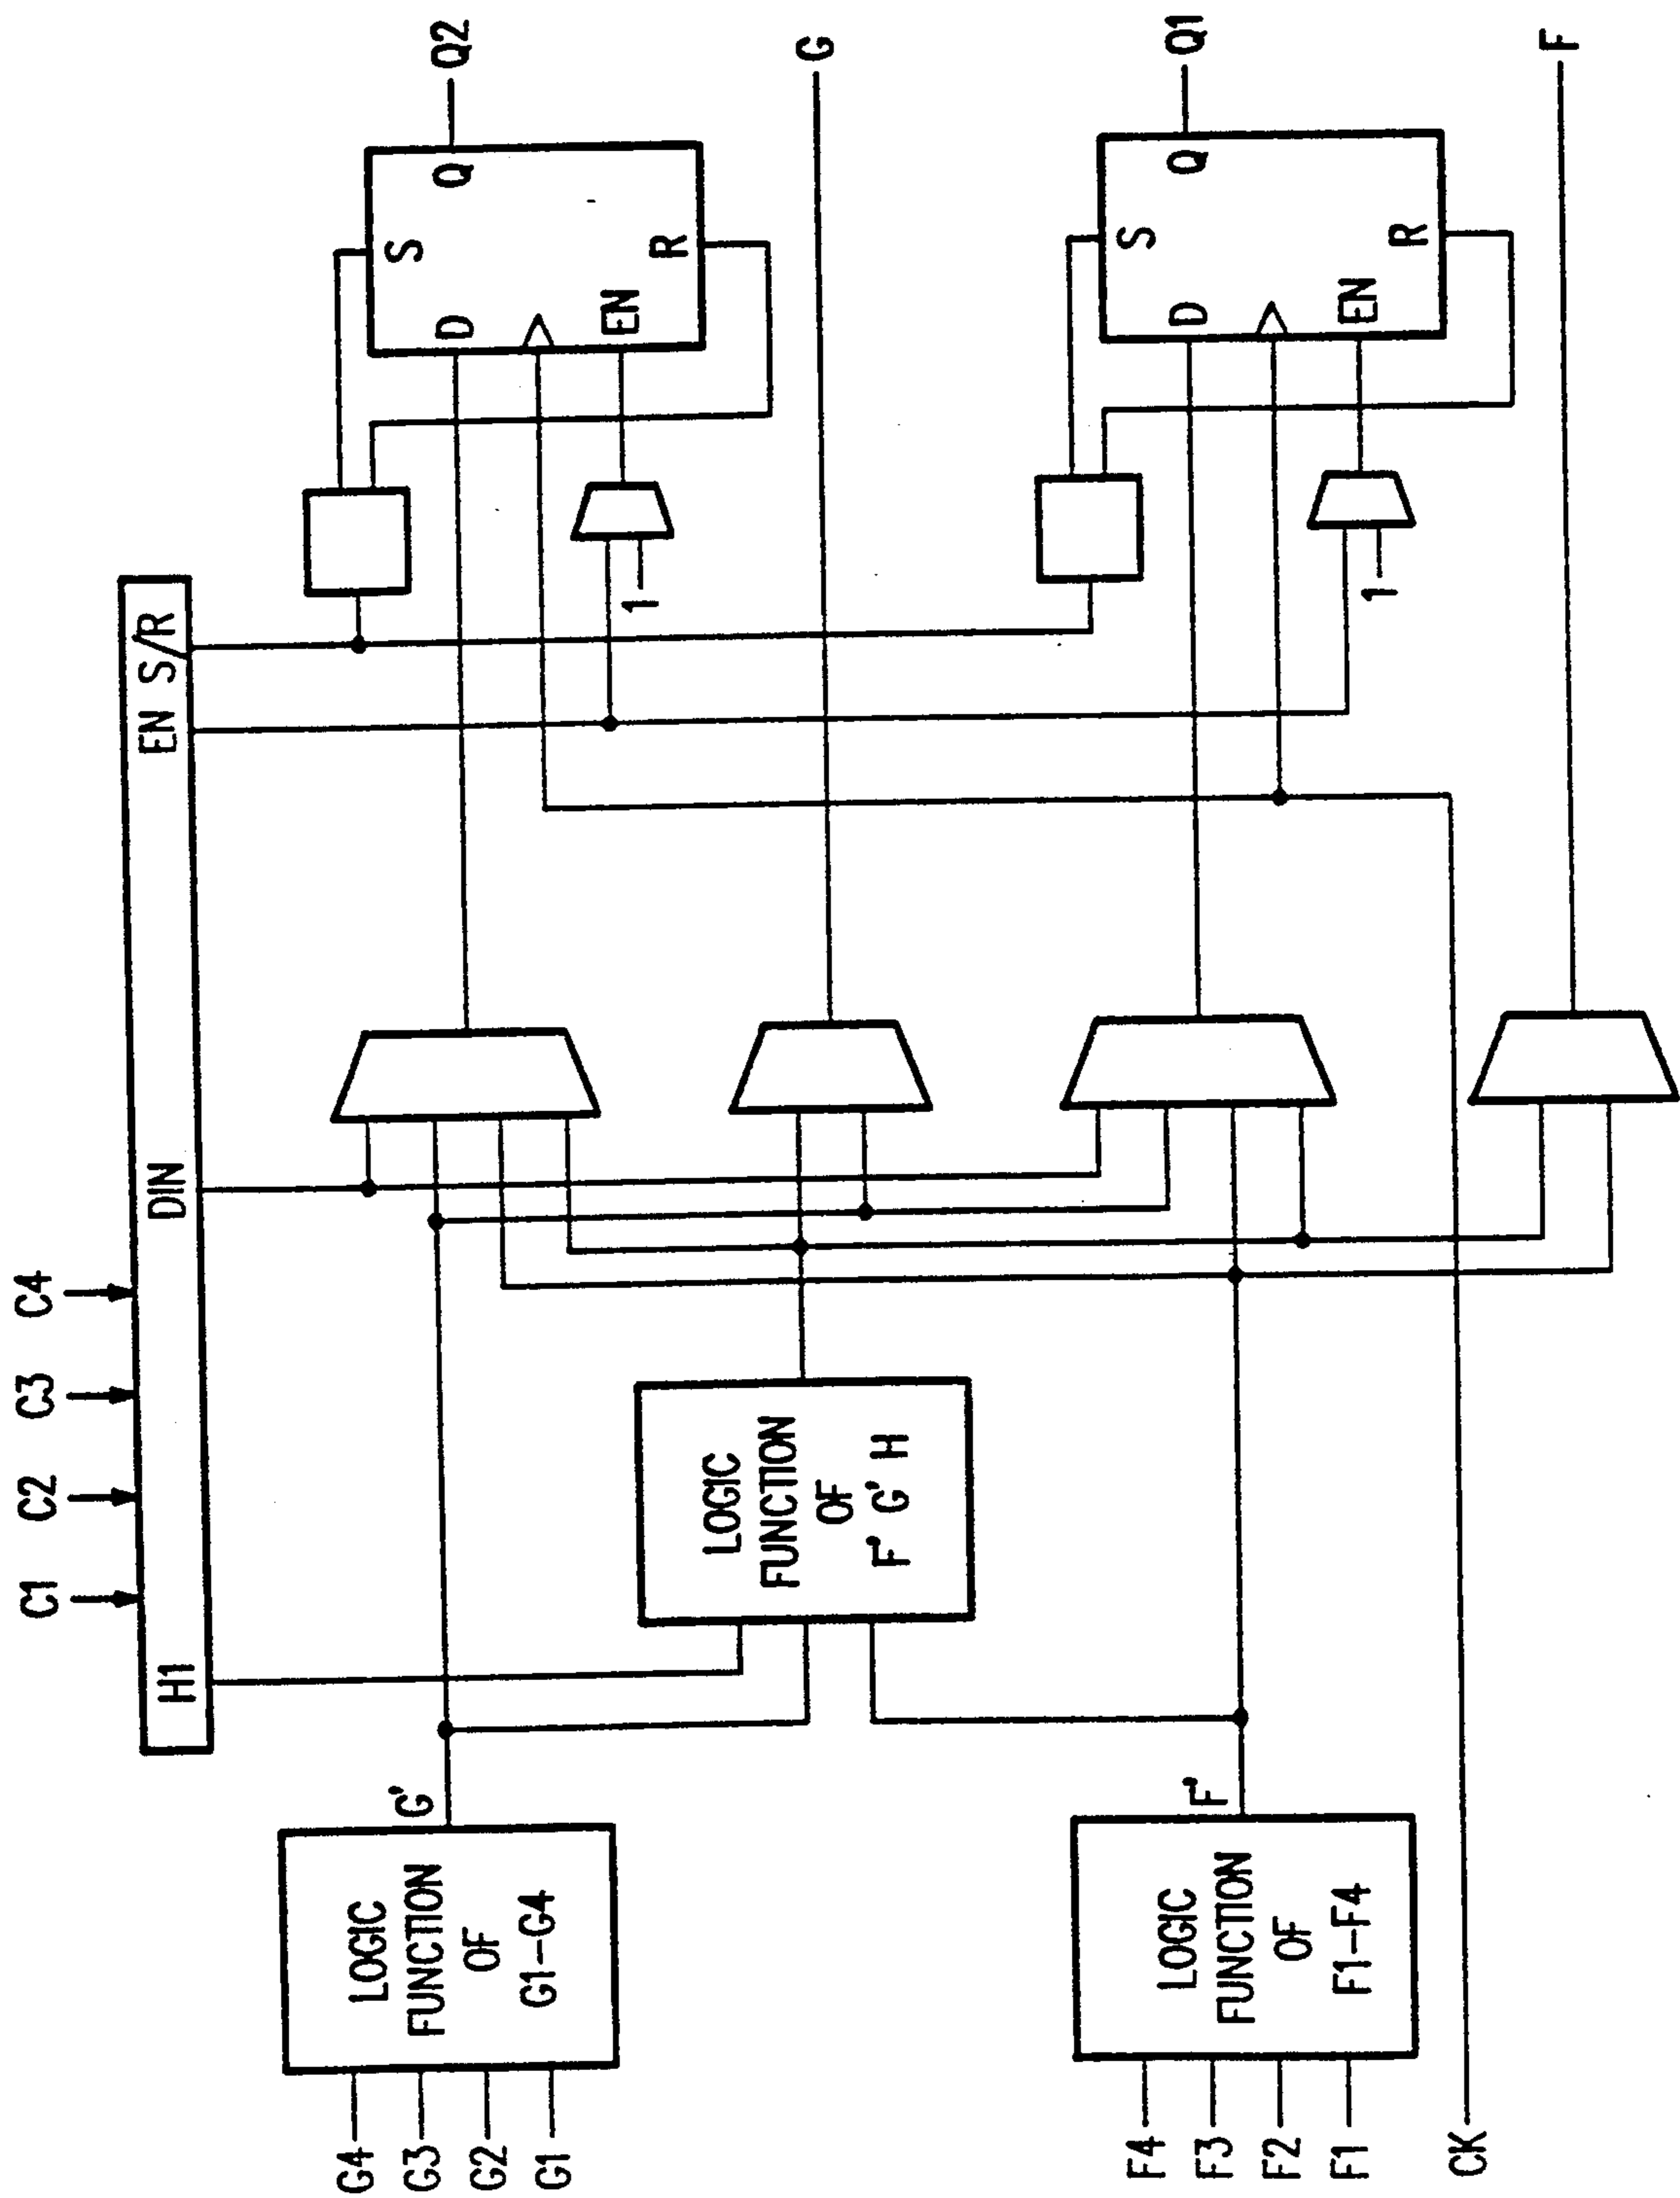 C1 C2 C3 C4
H1 DIN EN S/R
G4
G3
G2
G1
LOGIC
FUNCTION
OF
G1-G4
G'
LOGIC
FUNCTION
OF
F' G' H
S
D
Q
EN
R
1
Q2
G
F4
F3
F2
F1
LOGIC
FUNCTION
OF
F1-F4
F'
S
D
Q
EN
R
1
Q1
F
CK